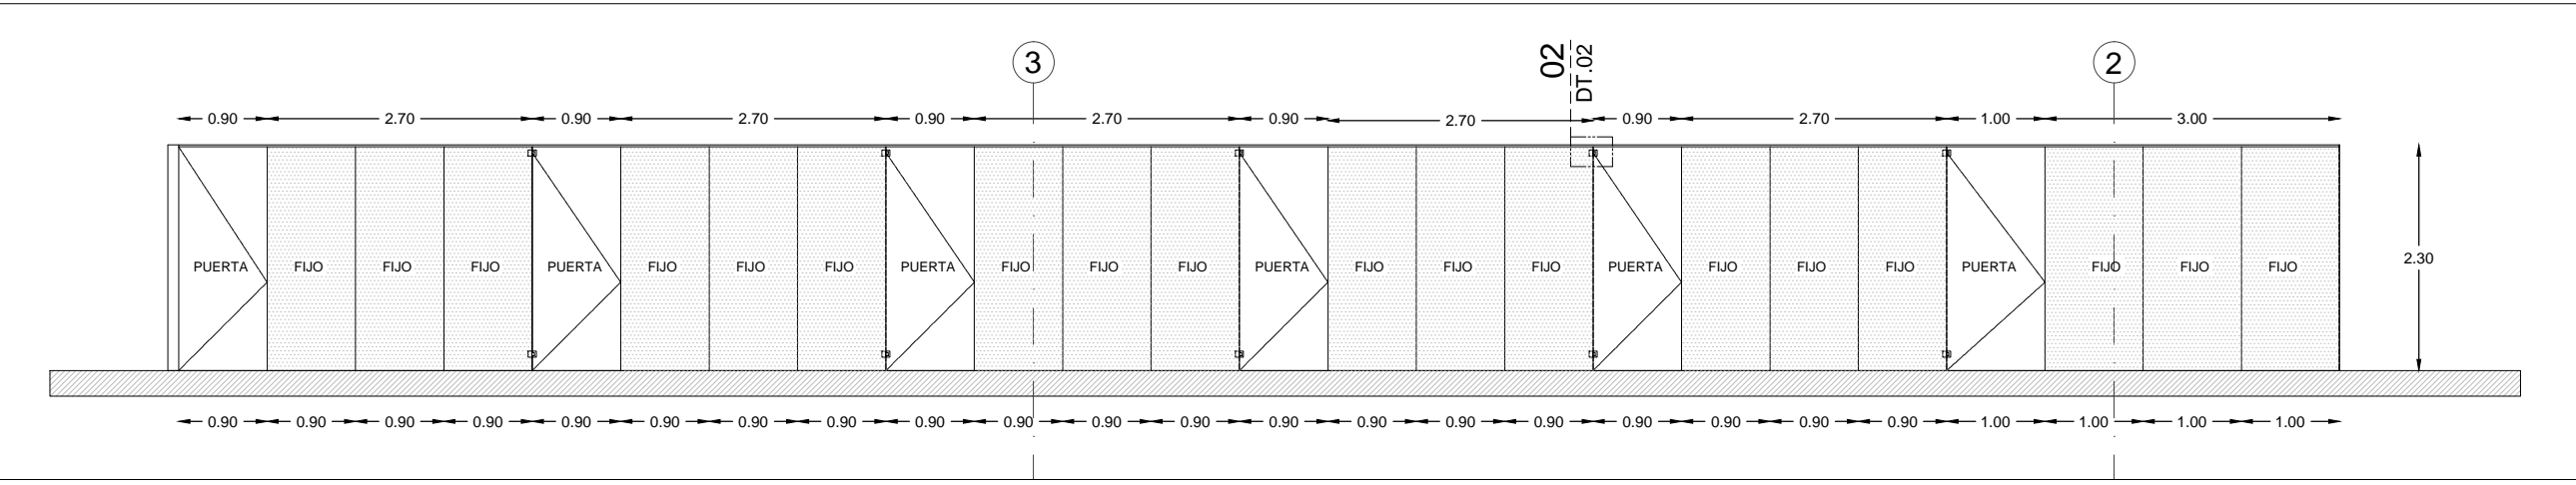 3
02
DT.02
2
0.90 2.70 0.90 2.70 0.90 2.70 0.90 2.70 0.90 2.70 1.00 3.00
PUERTA FIJO FIJO FIJO PUERTA FIJO FIJO FIJO PUERTA FIJO FIJO FIJO PUERTA FIJO FIJO FIJO PUERTA FIJO FIJO FIJO PUERTA FIJO FIJO FIJO
2.30
0.90 0.90 0.90 0.90 0.90 0.90 0.90 0.90 0.90 0.90 0.90 0.90 0.90 0.90 0.90 0.90 0.90 0.90 0.90 0.90 1.00 1.00 1.00 1.00